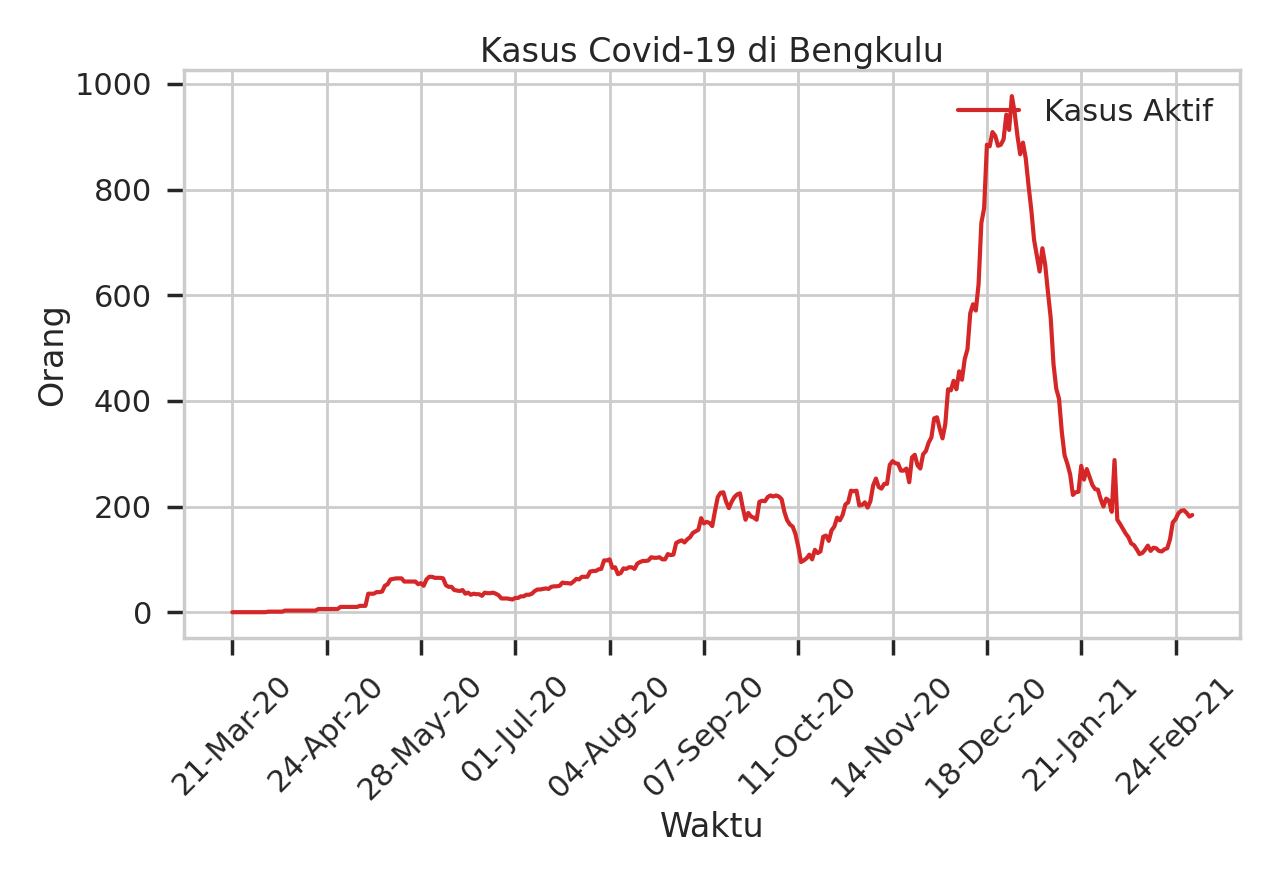 Kasus Covid-19 di Bengkulu
Kasus Aktif
Orang
1000
800
600
400
200
0
21-Mar-20
24-Apr-20
28-May-20
01-Jul-20
04-Aug-20
07-Sep-20
11-Oct-20
14-Nov-20
18-Dec-20
21-Jan-21
24-Feb-21
Waktu